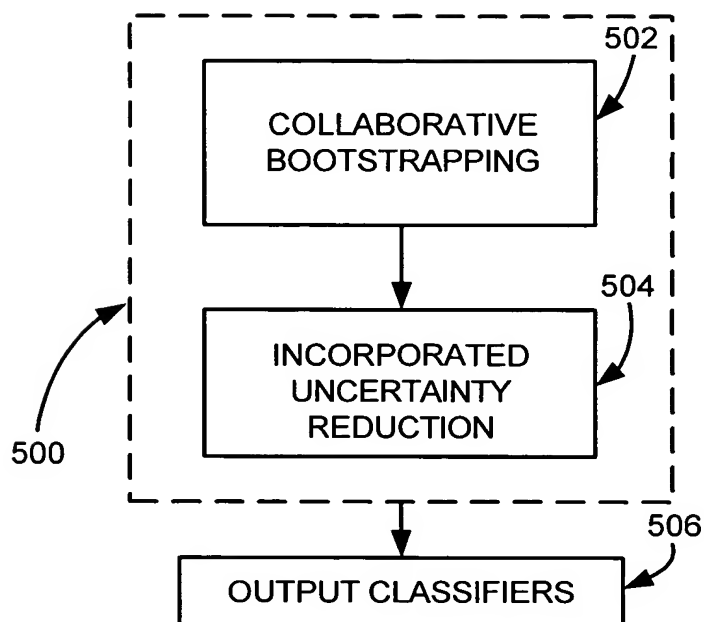 502
COLLABORATIVE
BOOTSTRAPPING
504
INCORPORATED
UNCERTAINTY
REDUCTION
500
506
OUTPUT CLASSIFIERS